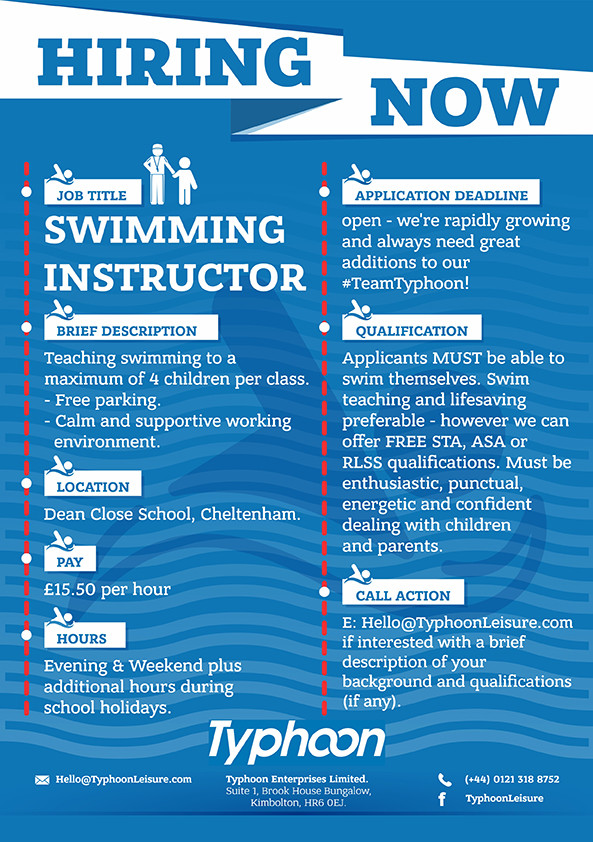 HIRING
NOW
JOB TITLE
SWIMMING
INSTRUCTOR
BRIEF DESCRIPTION
Teaching swimming to a
maximum of 4 children per class.
- Free parking.
- Calm and supportive working
environment.
LOCATION
Dean Close School, Cheltenham.
PAY
£15.50 per hour
HOURS
Evening & Weekend plus
additional hours during
school holidays.
APPLICATION DEADLINE
open - we're rapidly growing
and always need great
additions to our
#TeamTyphoon!
QUALIFICATION
Applicants MUST be able to
swim themselves. Swim
teaching and lifesaving
preferable - however we can
offer FREE STA, ASA or
RLSS qualifications. Must be
enthusiastic, punctual,
energetic and confident
dealing with children
and parents.
CALL ACTION
E: Hello@TyphoonLeisure.com
if interested with a brief
description of your
background and qualifications
(if any).
Typhoon
Hello@TyphoonLeisure.com
Typhoon Enterprises Limited.
Suite 1, Brook House Bungalow,
Kimbolton, HR6 0EJ.
(+44) 0121 318 8752
TyphoonLeisure